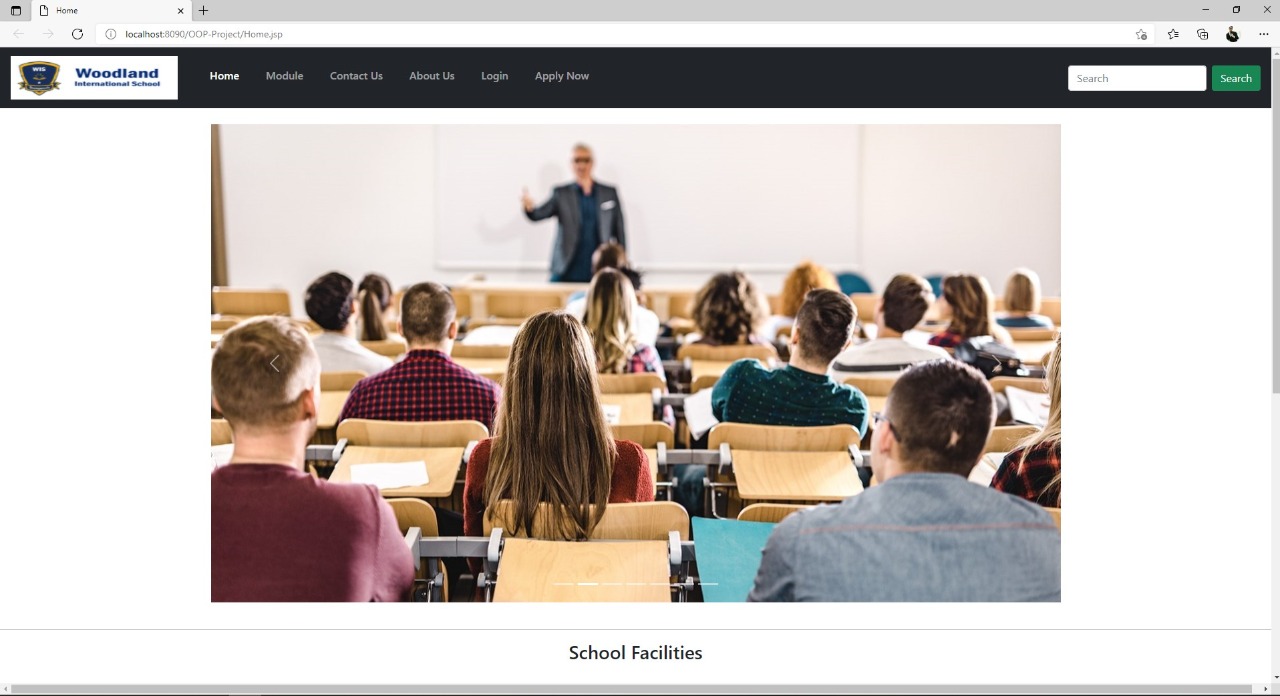 Home
localhost:8090/OOP-Project/Home.jsp
WIS
Woodland
International School
Home Module Contact Us About Us Login Apply Now Search Search
School Facilities